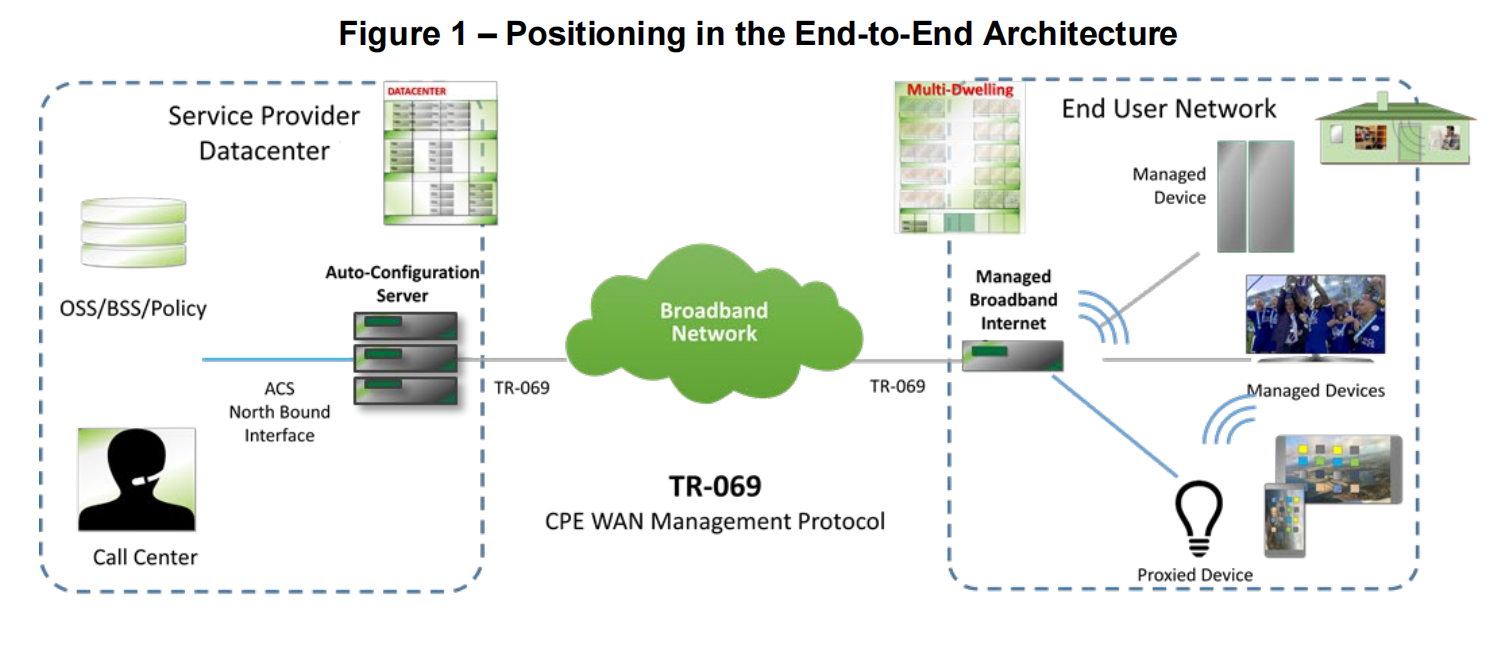 Figure 1 – Positioning in the End-to-End Architecture
Service Provider
Datacenter
DATACENTER
OSS/BSS/Policy
Auto-Configuration
Server
ACS
North Bound
Interface
Call Center
TR-069
Broadband
Network
TR-069
TR-069
CPE WAN Management Protocol
Multi-Dwelling
End User Network
Managed
Device
Managed
Broadband
Internet
Managed Devices
Proxied Device